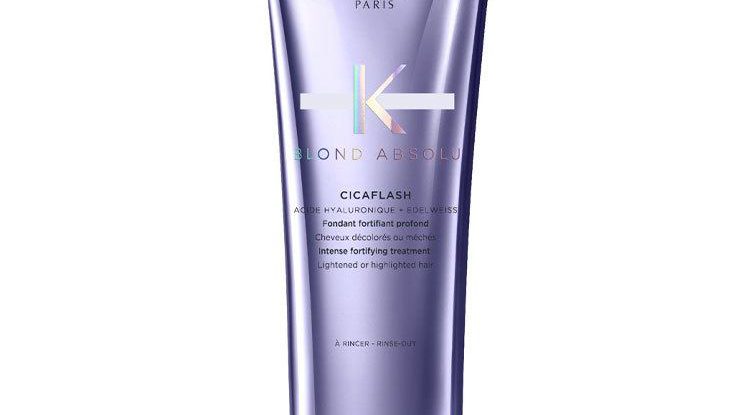 PARIS
K
BLOND ABSOLU
CICAFLASH
ACIDE HYALURONIQUE + EDELWEISS
Fondant fortifiant profond
Cheveux décolorés ou méchés
Intense fortifying treatment
Lightened or highlighted hair
À RINCER - RINSE-OUT